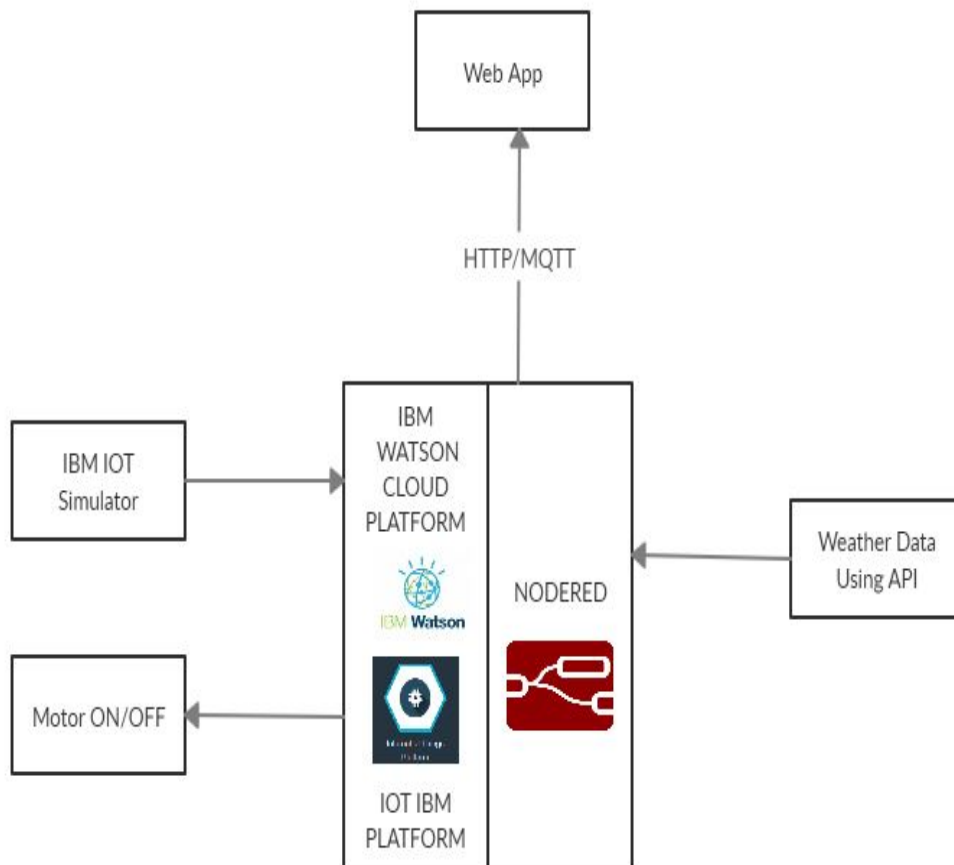 Web App
HTTP/MQTT
IBM IOT
Simulator
IBM
WATSON
CLOUD
PLATFORM
IBM Watson
Motor ON/OFF
IOT IBM
PLATFORM
NODERED
Weather Data
Using API